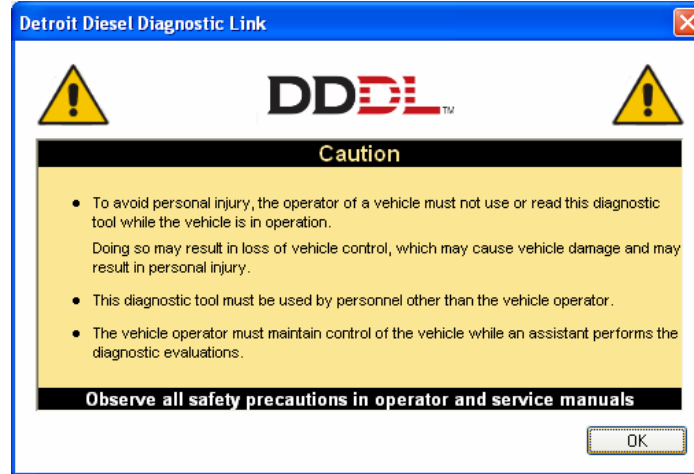 Detroit Diesel Diagnostic Link
DDDL™
Caution
• To avoid personal injury, the operator of a vehicle must not use or read this diagnostic
tool while the vehicle is in operation.
Doing so may result in loss of vehicle control, which may cause vehicle damage and may
result in personal injury.
• This diagnostic tool must be used by personnel other than the vehicle operator.
• The vehicle operator must maintain control of the vehicle while an assistant performs the
diagnostic evaluations.
Observe all safety precautions in operator and service manuals
OK